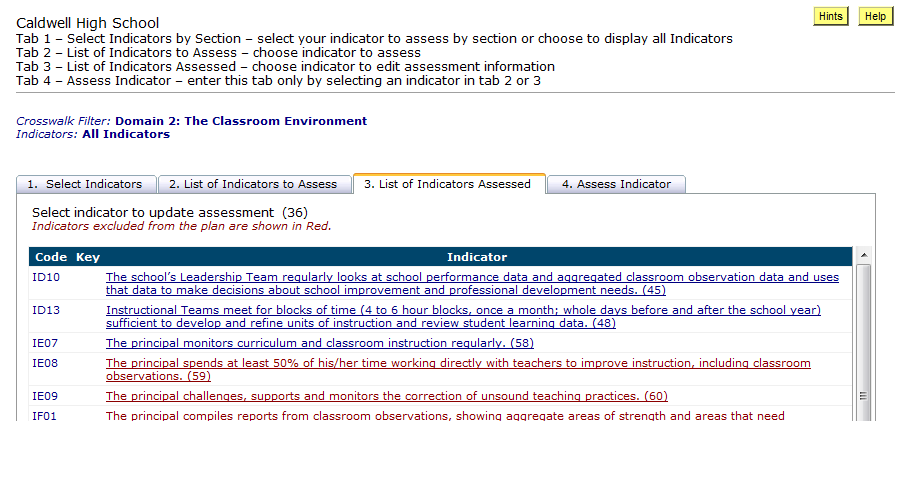 Caldwell High School
Hints
Help
Tab 1 – Select Indicators by Section – select your indicator to assess by section or choose to display all Indicators
Tab 2 – List of Indicators to Assess – choose indicator to assess
Tab 3 – List of Indicators Assessed – choose indicator to edit assessment information
Tab 4 – Assess Indicator – enter this tab only by selecting an indicator in tab 2 or 3
Crosswalk Filter: Domain 2: The Classroom Environment
Indicators: All Indicators
1. Select Indicators
2. List of Indicators to Assess
3. List of Indicators Assessed
4. Assess Indicator
Select indicator to update assessment (36)
Indicators excluded from the plan are shown in Red.
Code Key Indicator
ID10 The school's Leadership Team regularly looks at school performance data and aggregated classroom observation data and uses
that data to make decisions about school improvement and professional development needs. (45)
ID13 Instructional Teams meet for blocks of time (4 to 6 hour blocks, once a month; whole days before and after the school year)
sufficient to develop and refine units of instruction and review student learning data. (48)
IE07 The principal monitors curriculum and classroom instruction regularly. (58)
IE08 The principal spends at least 50% of his/her time working directly with teachers to improve instruction, including classroom
observations. (59)
IE09 The principal challenges, supports and monitors the correction of unsound teaching practices. (60)
IF01 The principal compiles reports from classroom observations, showing aggregate areas of strength and areas that need